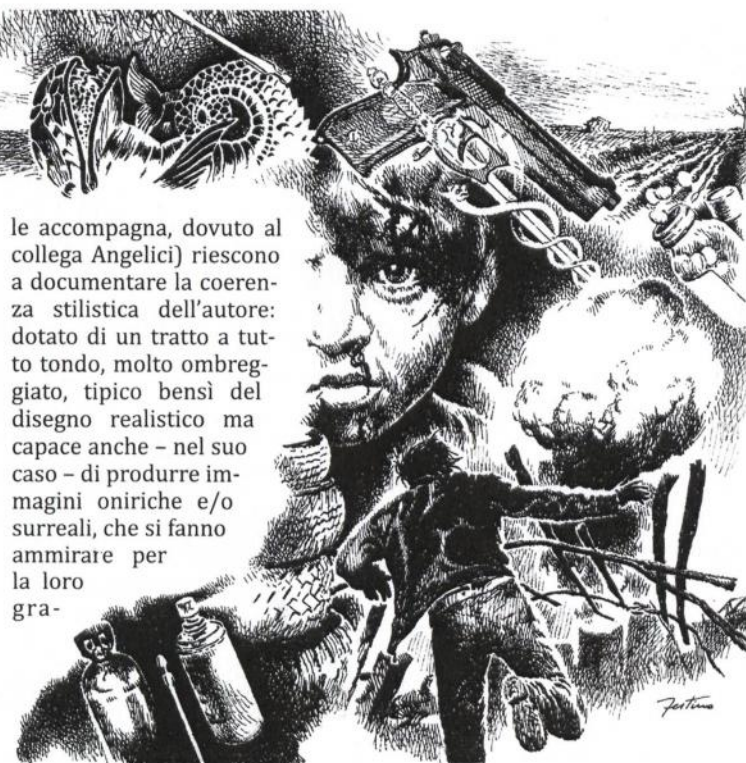 le accompagna, dovuto al
collega Angelici) riescono
a documentare la coeren-
za stilistica dell'autore:
dotato di un tratto a tut-
to tondo, molto ombreg-
giato, tipico bensì del
disegno realistico ma
capace anche – nel suo
caso – di produrre im-
magini oniriche e/o
surreali, che si fanno
ammirare per
la loro
gra-
Festino